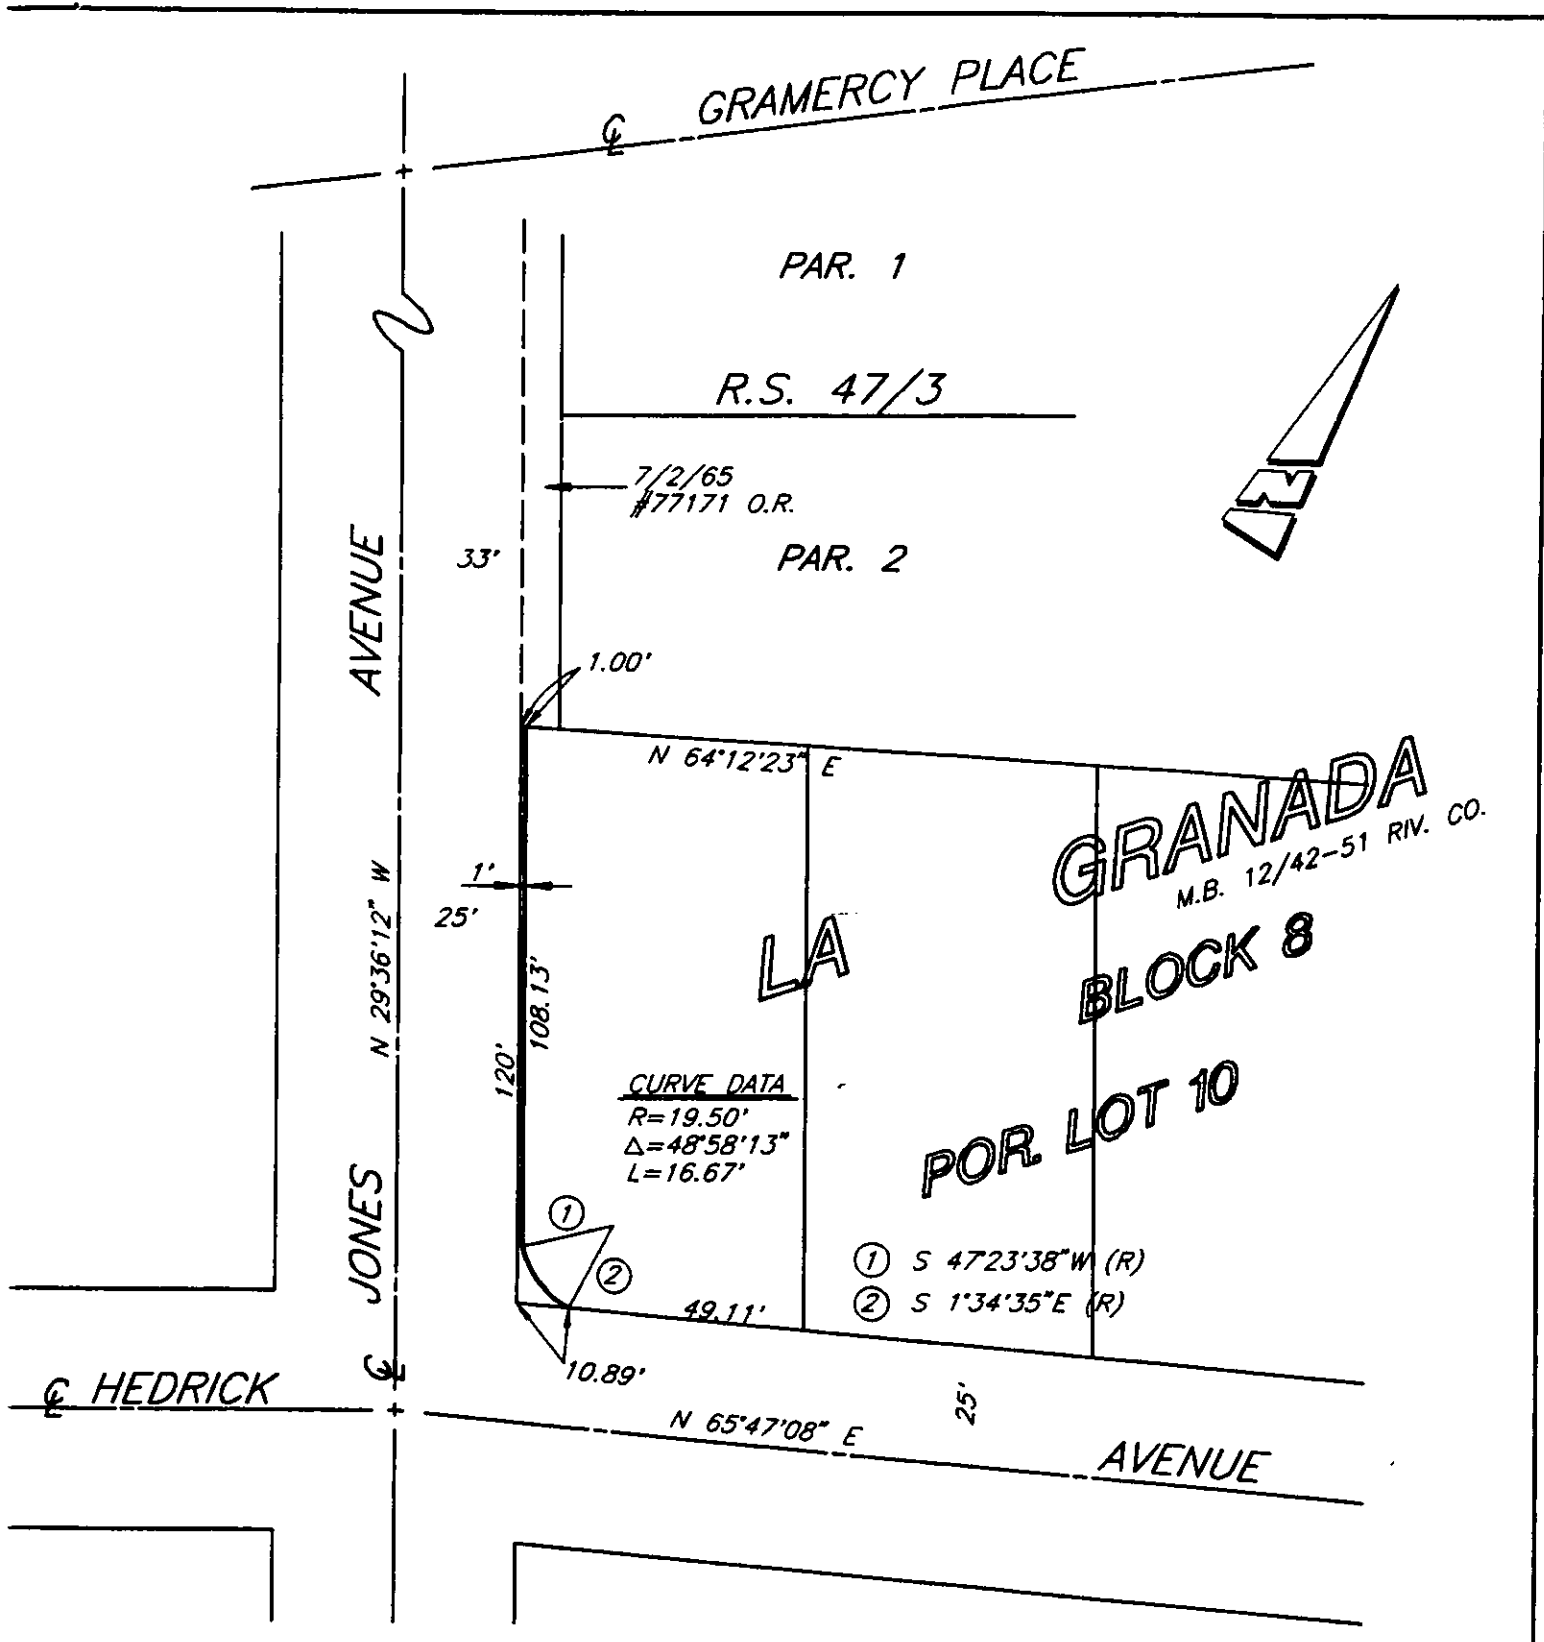 ℄ GRAMERCY PLACE
PAR. 1
R.S. 47/3
7/2/65
#77171 O.R.
33'
PAR. 2
AVENUE
1.00'
N
N 64°12'23" E
GRANADA
M.B. 12/42-51 RIV. CO.
1'
25'
N 29°36'12" W
LA
BLOCK 8
108.13'
120'
CURVE DATA
R=19.50'
Δ=48°58'13"
L=16.67'
POR. LOT 10
℄ JONES
1
2
1 S 47°23'38"W (R)
2 S 1°34'35"E (R)
49.11'
10.89'
℄ HEDRICK
N 65°47'08" E
25'
AVENUE